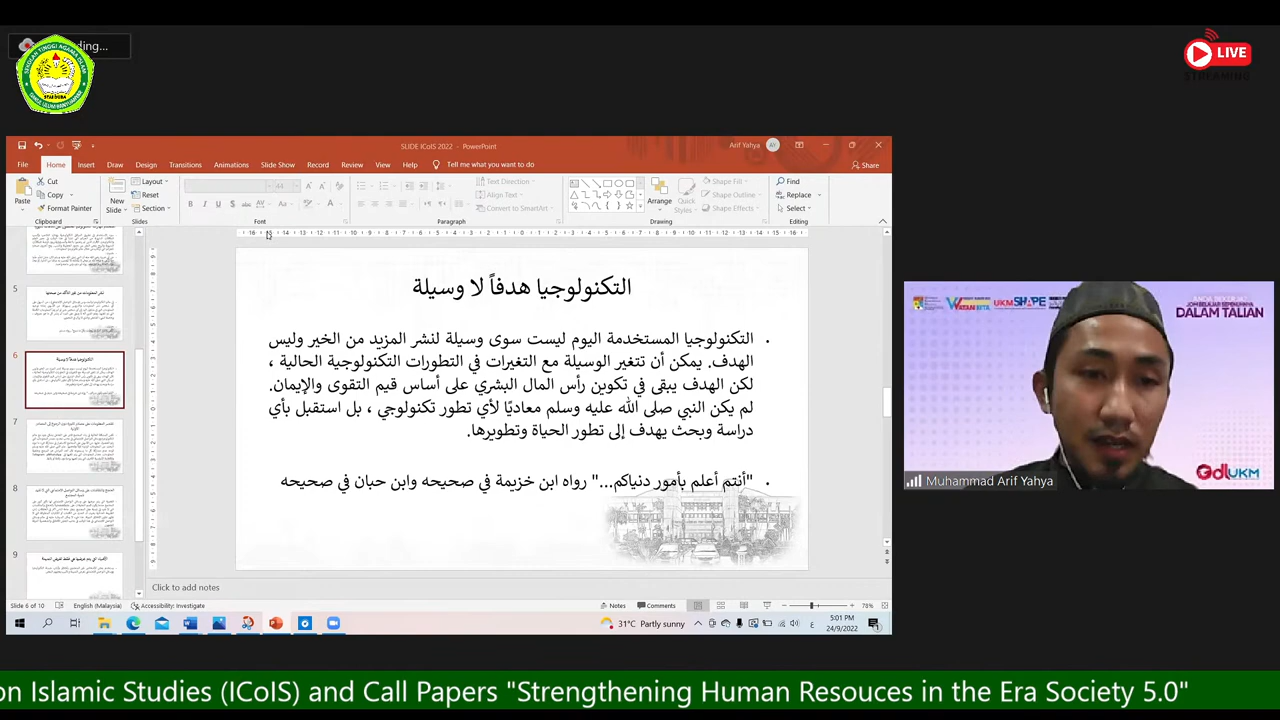 LIVE
STREAMING
SLIDE ICoIS 2022 - PowerPoint
Arif Yahya
AY
File Home Insert Draw Design Transitions Animations Slide Show Record Review View Help Tell me what you want to do
Share
Paste
Cut
Copy
Format Painter
Clipboard
New Slide
Layout
Reset
Section
Slides
Font
Text Direction
Align Text
Convert to SmartArt
Paragraph
Arrange
Quick Styles
Shape Fill
Shape Outline
Shape Effects
Drawing
Find
Replace
Select
Editing
5
6
7
8
9
التكنولوجيا هدفاً لا وسيلة
التكنولوجيا المستخدمة اليوم ليست سوى وسيلة لنشر المزيد من الخير وليس
الهدف. يمكن أن تتغير الوسيلة مع التغيرات في التطورات التكنولوجية الحالية ،
لكن الهدف يبقى في تكوين رأس المال البشري على أساس قيم التقوى والإيمان.
لم يكن النبي صلى الله عليه وسلم معاديًا لأي تطور تكنولوجي ، بل استقبل بأي
دراسة وبحث يهدف إلى تطور الحياة وتطويرها.
"أنتم أعلم بأمور دنياكم..." رواه ابن خزيمة في صحيحه وابن حبان في صحيحه
Click to add notes
Slide 6 of 10
English (Malaysia)
Accessibility: Investigate
Notes
Comments
78%
31°C Partly sunny
5:01 PM
24/9/2022
WATAN KITA
UKMSHAPE
DALAM TALIAN
UKM
Muhammad Arif Yahya
on Islamic Studies (ICoIS) and Call Papers "Strengthening Human Resouces in the Era Society 5.0"